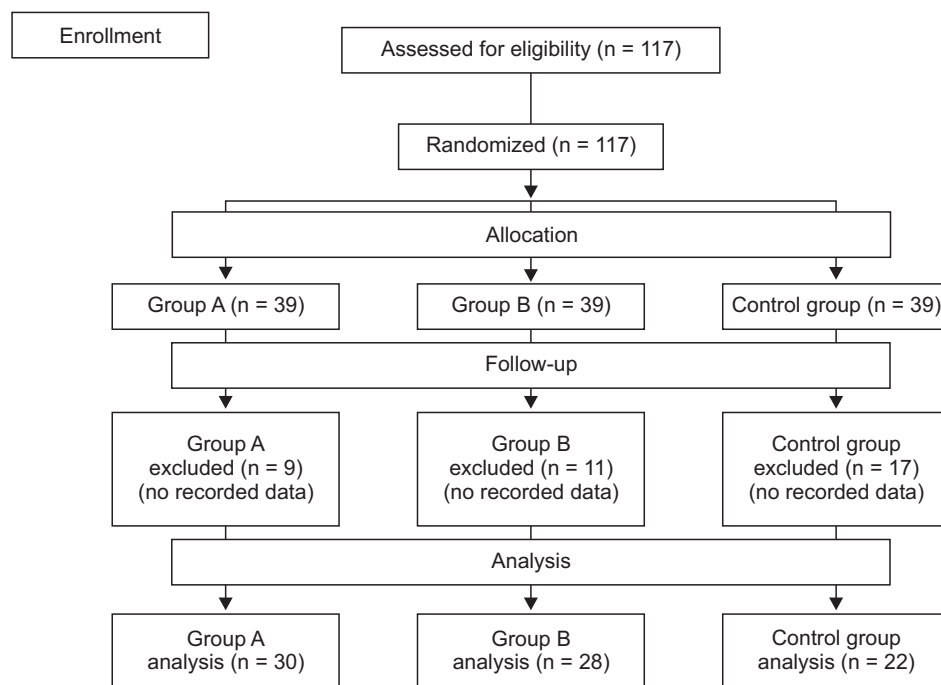 Enrollment
Assessed for eligibility (n = 117)
Randomized (n = 117)
Allocation
Group A (n = 39)
Group B (n = 39)
Control group (n = 39)
Follow-up
Group A
excluded (n = 9)
(no recorded data)
Group B
excluded (n = 11)
(no recorded data)
Control group
excluded (n = 17)
(no recorded data)
Analysis
Group A
analysis (n = 30)
Group B
analysis (n = 28)
Control group
analysis (n = 22)